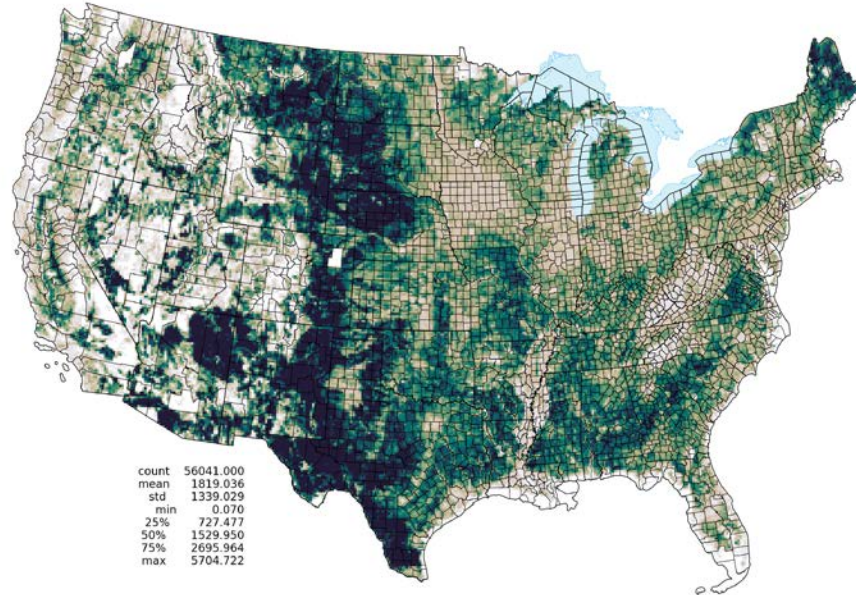 count 56041.000
mean 1819.036
std 1339.029
min 0.070
25% 727.477
50% 1529.950
75% 2695.964
max 5704.722